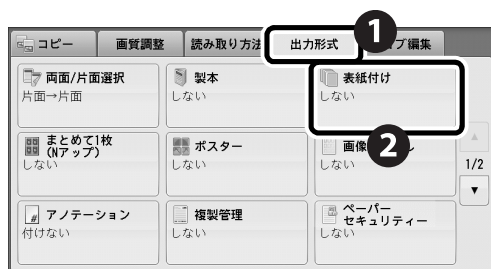 コピー
画質調整
読み取り方法
出力形式
1
編集
両面/片面選択
片面→片面
製本
しない
表紙付け
しない
2
まとめて1枚
(Nアップ)
しない
ポスター
しない
画像
しない
1/2
# アノテーション
付けない
複製管理
しない
ペーパー
セキュリティー
しない